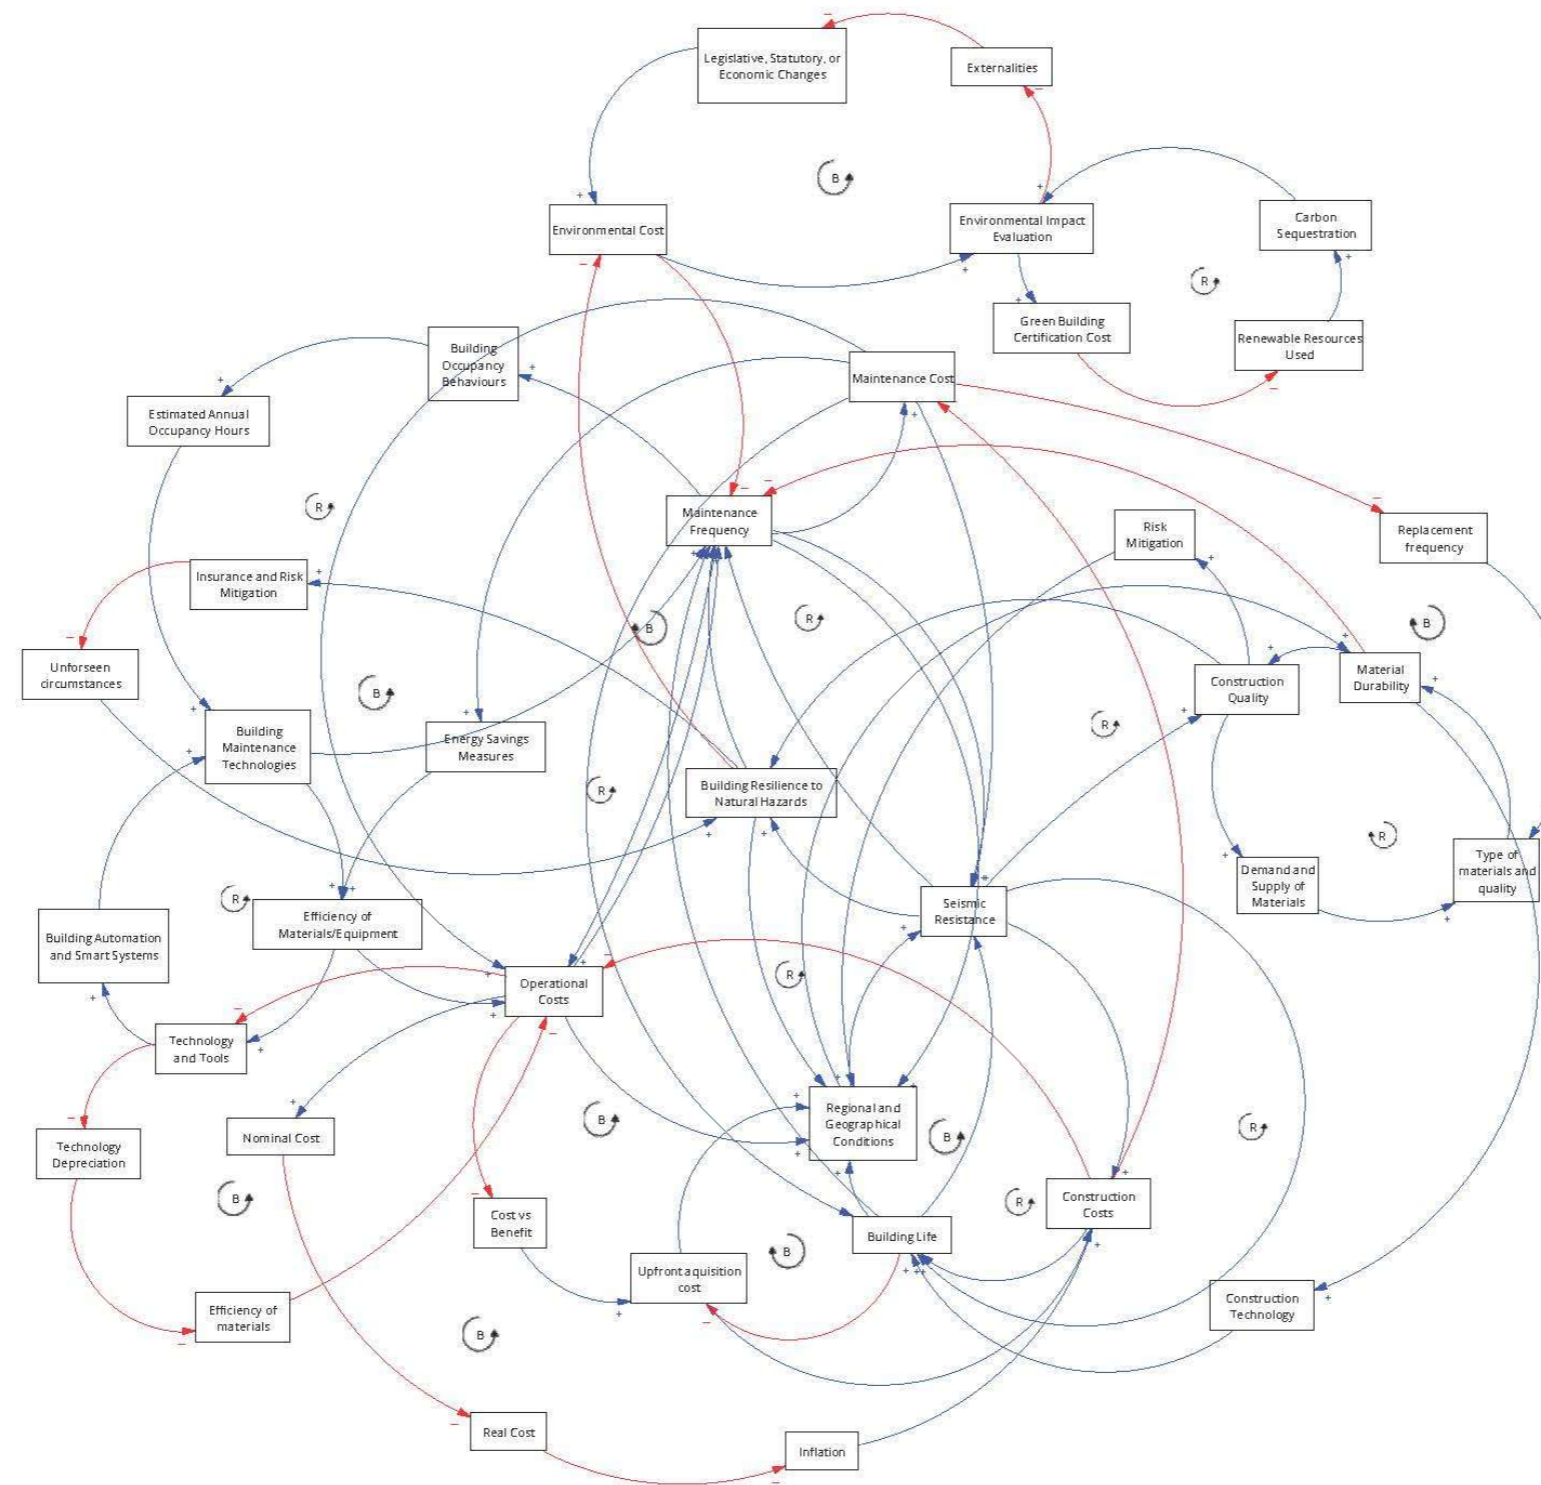 Legislative, Statutory, or
Economic Changes
Externalities
B
Environmental Cost
Environmental Impact
Evaluation
Carbon
Sequestration
R
Green Building
Certification Cost
Renewable Resources
Used
Building
Occupancy
Behaviours
Maintenance Cost
Estimated Annual
Occupancy Hours
R
Maintenance
Frequency
Risk
Mitigation
Replacement
frequency
Insurance and Risk
Mitigation
B
R
B
Unforseen
circumstances
B
Construction
Quality
Material
Durability
Building
Maintenance
Technologies
Energy Savings
Measures
R
R
Building Resilience to
Natural Hazards
R
Type of
materials and
quality
Demand and
Supply of
Materials
R
Efficiency of
Materials/Equipment
Seismic
Resistance
Building Automation
and Smart Systems
Operational
Costs
R
Technology
and Tools
Nominal Cost
B
Regional and
Geographical
Conditions
B
R
Technology
Depreciation
B
Cost vs
Benefit
Building Life
R
Construction
Costs
B
Upfront aquisition
cost
Construction
Technology
Efficiency of
materials
B
Real Cost
Inflation